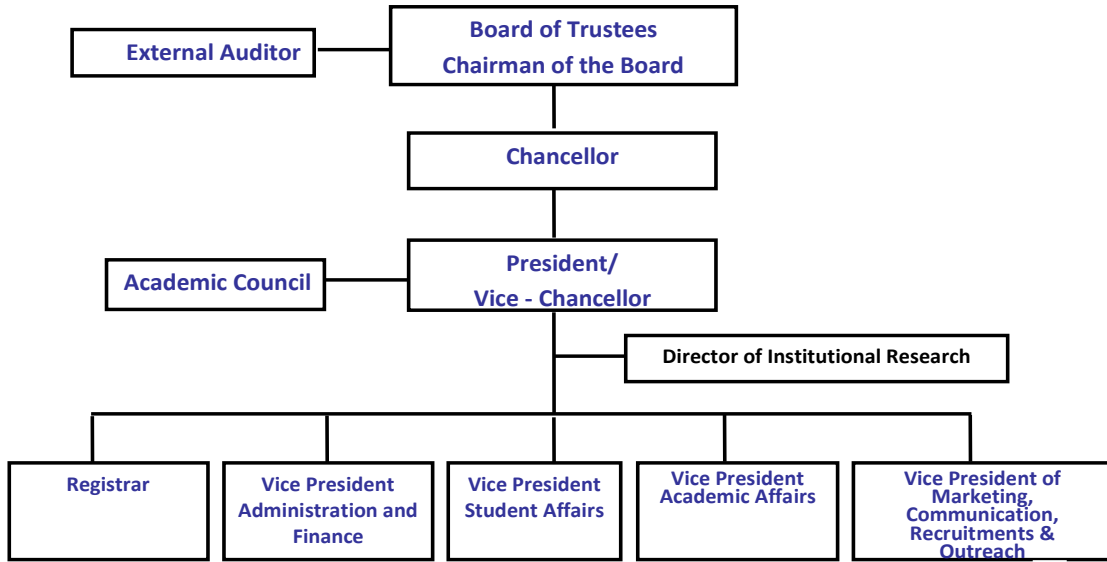 Board of Trustees
Chairman of the Board
External Auditor
Chancellor
President/
Vice - Chancellor
Academic Council
Director of Institutional Research
Registrar
Vice President
Administration and
Finance
Vice President
Student Affairs
Vice President
Academic Affairs
Vice President of
Marketing,
Communication,
Recruitments &
Outreach